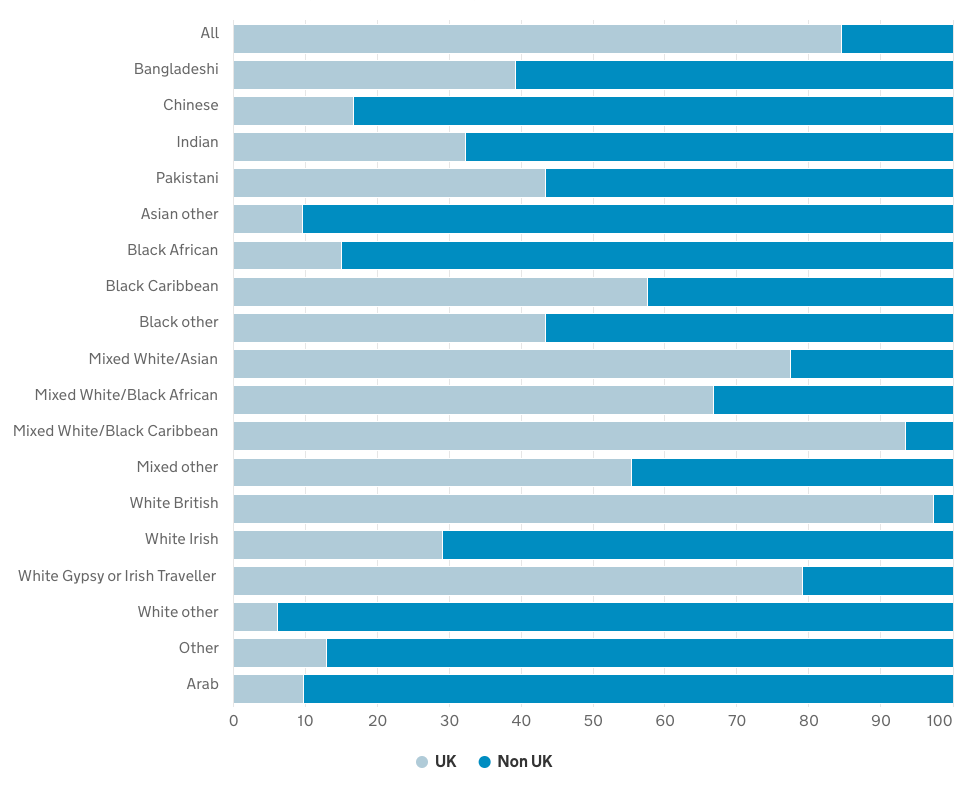 All
Bangladeshi
Chinese
Indian
Pakistani
Asian other
Black African
Black Caribbean
Black other
Mixed White/Asian
Mixed White/Black African
Mixed White/Black Caribbean
Mixed other
White British
White Irish
White Gypsy or Irish Traveller
White other
Other
Arab
0 10 20 30 40 50 60 70 80 90 100
UK Non UK